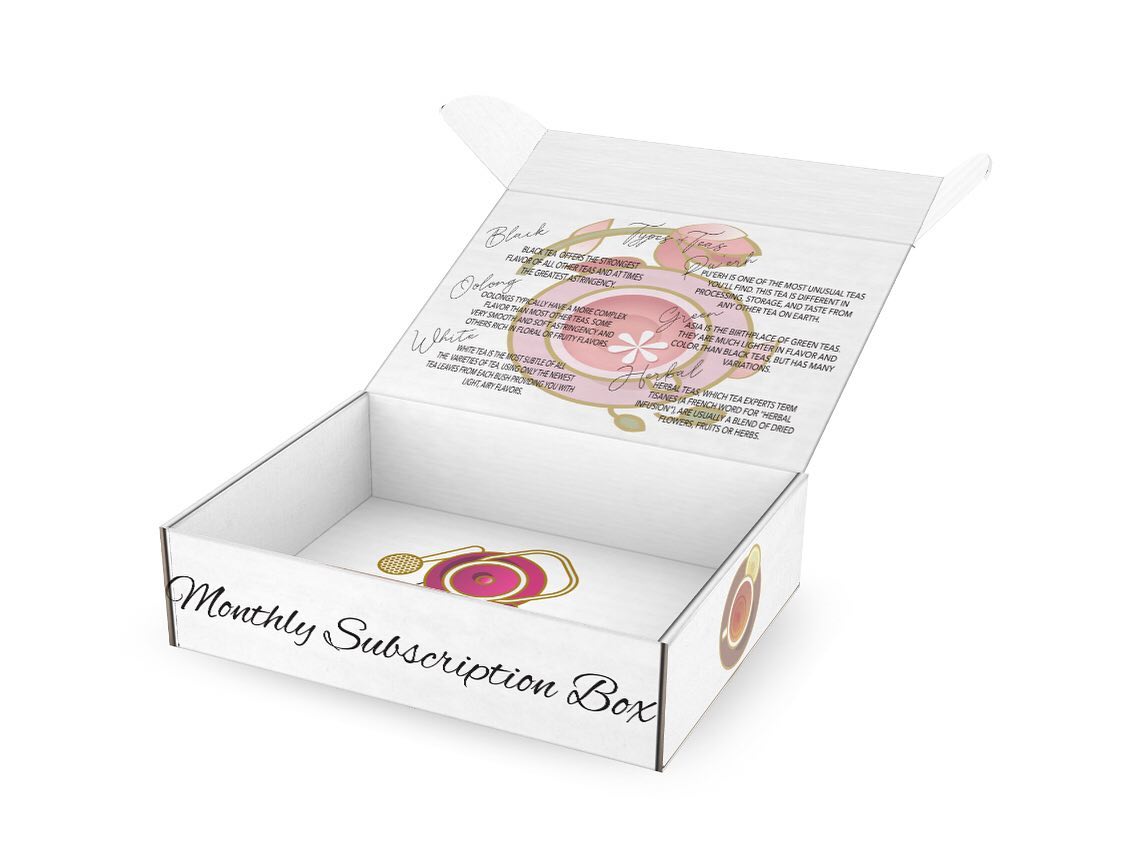 Types of Teas
Black
BLACK TEA OFFERS THE STRONGEST
FLAVOR OF ALL OTHER TEAS AND AT TIMES
THE GREATEST ASTRINGENCY.
Oolong
OOLONGS TYPICALLY HAVE A MORE COMPLEX
FLAVOR THAN MOST OTHER TEAS. SOME
VERY SMOOTH AND SOFT ASTRINGENCY AND
OTHERS RICH IN FLORAL OR FRUITY FLAVORS.
White
WHITE TEA IS THE MOST SUBTLE OF ALL
THE VARIETIES OF TEA. USING ONLY THE NEWEST
TEA LEAVES FROM EACH BUSH PROVIDING YOU WITH
LIGHT, AIRY FLAVORS.
Pu'erh
PU'ERH IS ONE OF THE MOST UNUSUAL TEAS
YOU'LL FIND. THIS TEA IS DIFFERENT IN
PROCESSING, STORAGE, AND TASTE FROM
ANY OTHER TEA ON EARTH.
Green
ASIA IS THE BIRTHPLACE OF GREEN TEAS.
THEY ARE MUCH LIGHTER IN FLAVOR AND
COLOR THAN BLACK TEAS, BUT HAS MANY
VARIATIONS.
Herbal
HERBAL TEAS, WHICH TEA EXPERTS TERM
TISANES (A FRENCH WORD FOR "HERBAL
INFUSION"), ARE USUALLY A BLEND OF DRIED
FLOWERS, FRUITS OR HERBS.
Monthly Subscription Box